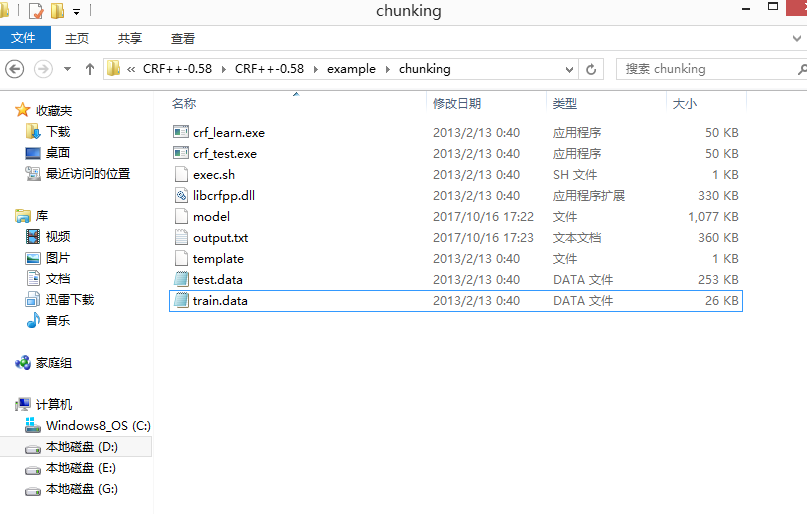 chunking
文件 主页 共享 查看
« CRF++-0.58 CRF++-0.58 example chunking 搜索 chunking
名称 修改日期 类型 大小
收藏夹
下载
桌面
最近访问的位置
库
视频
图片
文档
迅雷下载
音乐
家庭组
计算机
Windows8_OS (C:)
本地磁盘 (D:)
本地磁盘 (E:)
本地磁盘 (G:)
crf_learn.exe 2013/2/13 0:40 应用程序 50 KB
crf_test.exe 2013/2/13 0:40 应用程序 50 KB
exec.sh 2013/2/13 0:40 SH 文件 1 KB
libcrfpp.dll 2013/2/13 0:40 应用程序扩展 330 KB
model 2017/10/16 17:22 文件 1,077 KB
output.txt 2017/10/16 17:23 文本文档 360 KB
template 2013/2/13 0:40 文件 1 KB
test.data 2013/2/13 0:40 DATA 文件 253 KB
train.data 2013/2/13 0:40 DATA 文件 26 KB